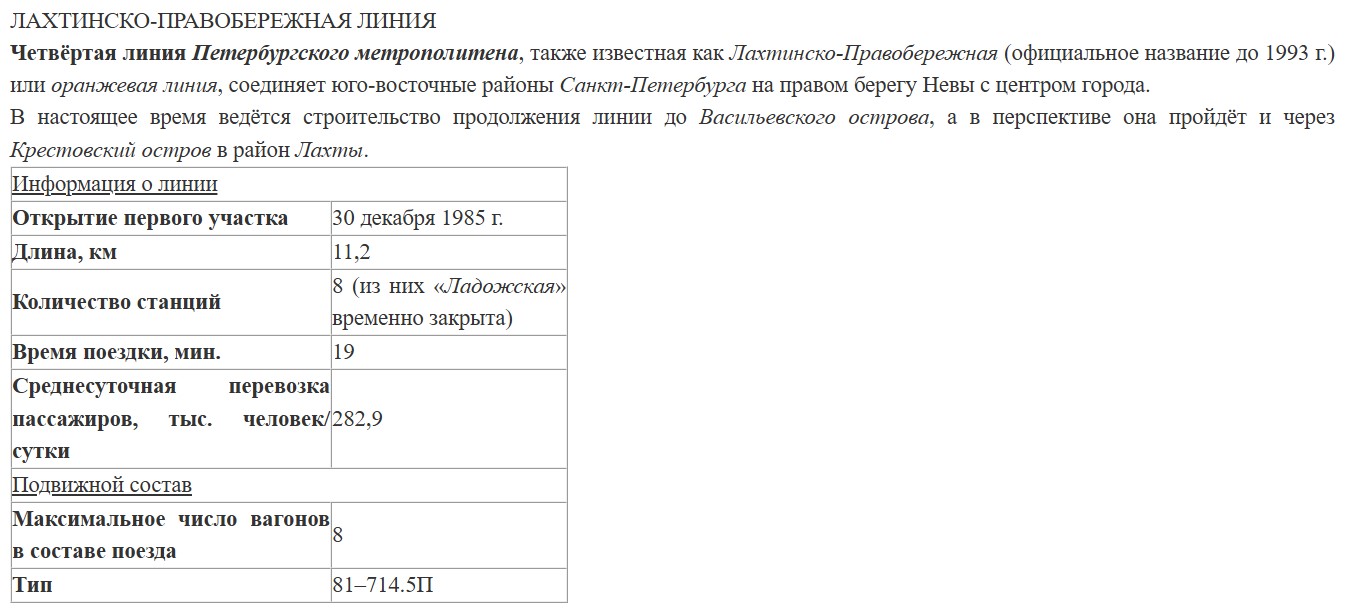 ЛАХТИНСКО-ПРАВОБЕРЕЖНАЯ ЛИНИЯ
Четвёртая линия Петербургского метрополитена, также известная как Лахтинско-Правобережная (официальное название до 1993 г.)
или оранжевая линия, соединяет юго-восточные районы Санкт-Петербурга на правом берегу Невы с центром города.
В настоящее время ведётся строительство продолжения линии до Васильевского острова, а в перспективе она пройдёт и через
Крестовский остров в район Лахты.
Информация о линии
Открытие первого участка 30 декабря 1985 г.
Длина, км 11,2
Количество станций 8 (из них «Ладожская»
временно закрыта)
Время поездки, мин. 19
Среднесуточная перевозка
пассажиров, тыс. человек/ 282,9
сутки
Подвижной состав
Максимальное число вагонов
в составе поезда 8
Тип 81–714.5П